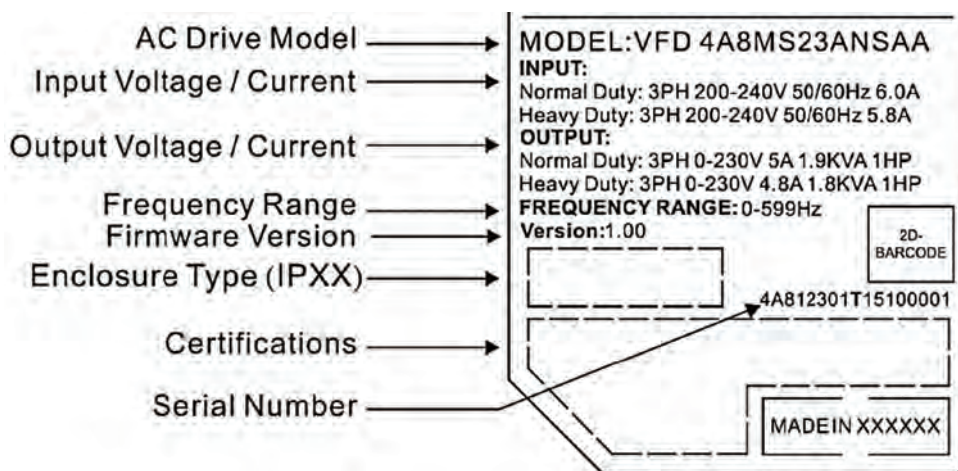 AC Drive Model
Input Voltage / Current
Output Voltage / Current
Frequency Range
Firmware Version
Enclosure Type (IPXX)
Certifications
Serial Number
MODEL:VFD 4A8MS23ANSAA
INPUT:
Normal Duty: 3PH 200-240V 50/60Hz 6.0A
Heavy Duty: 3PH 200-240V 50/60Hz 5.8A
OUTPUT:
Normal Duty: 3PH 0-230V 5A 1.9KVA 1HP
Heavy Duty: 3PH 0-230V 4.8A 1.8KVA 1HP
FREQUENCY RANGE: 0-599Hz
Version:1.00
2D-
BARCODE
4A812301T15100001
MADE IN XXXXXX